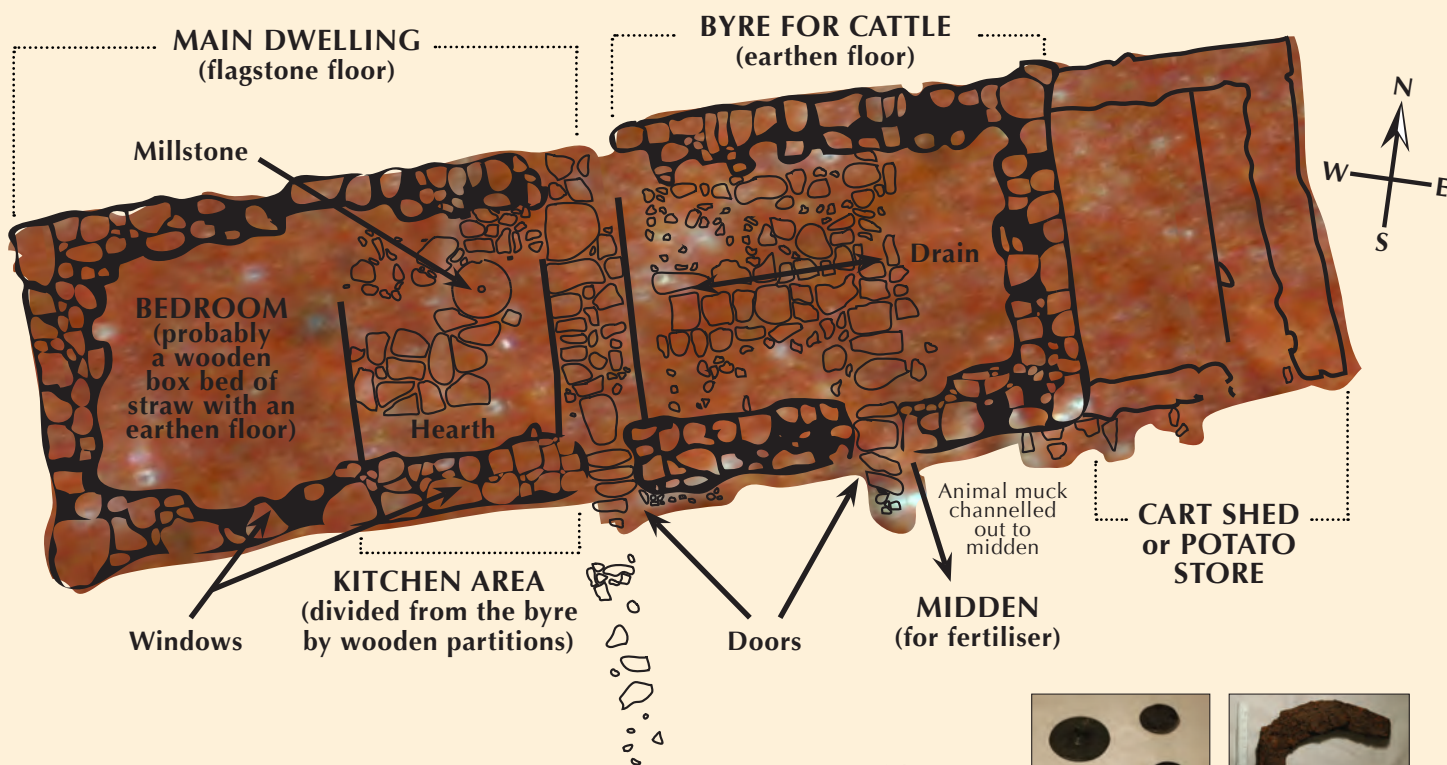 MAIN DWELLING
(flagstone floor)
BYRE FOR CATTLE
(earthen floor)
N
W
E
S
Millstone
Drain
BEDROOM
(probably
a wooden
box bed of
straw with an
earthen floor)
Hearth
Animal muck
channelled
out to
midden
CART SHED
or POTATO
STORE
KITCHEN AREA
(divided from the byre
by wooden partitions)
Windows
Doors
MIDDEN
(for fertiliser)